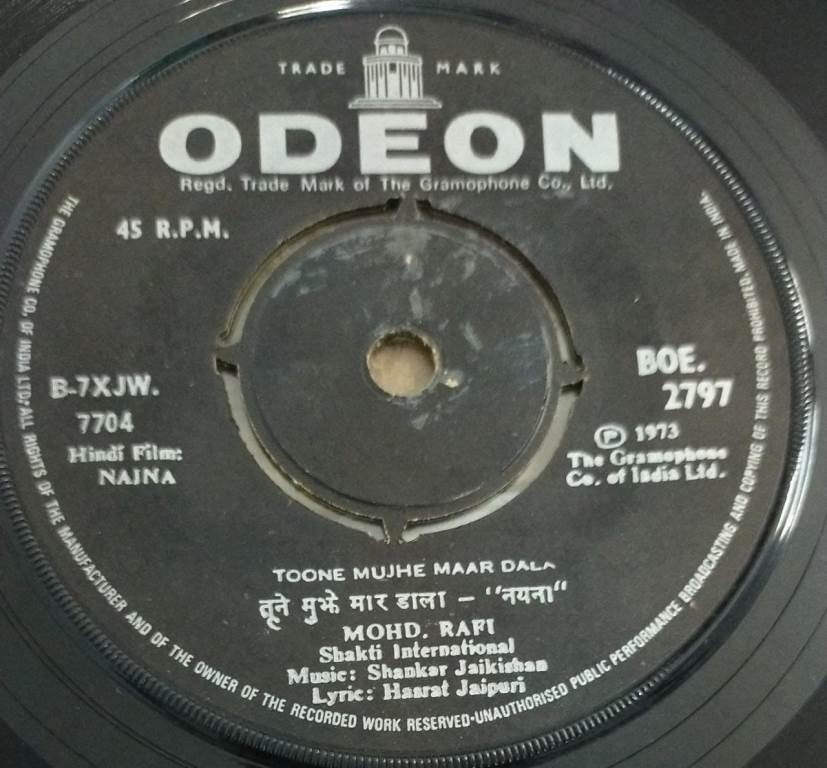 TRADE MARK
ODEON
Regd. Trade Mark of The Gramophone Co., Ltd.
45 R.P.M.
B-7XJW.
7704
Hindi Film:
NAINA
BOE.
2797
Ⓟ 1973
The Gramophone
Co. of India Ltd.
TOONE MUJHE MAAR DALA
तूने मुझे मार डाला – "नयना"
MOHD. RAFI
Shakti International
Music: Shankar Jaikishan
Lyric: Hasrat Jaipuri
THE GRAMOPHONE CO. OF INDIA LTD·ALL RIGHTS OF THE MANUFACTURER AND OF THE OWNER OF THE RECORDED WORK RESERVED·UNAUTHORISED PUBLIC PERFORMANCE BROADCASTING AND COPYING OF THIS RECORD PROHIBITED. MADE IN INDIA.